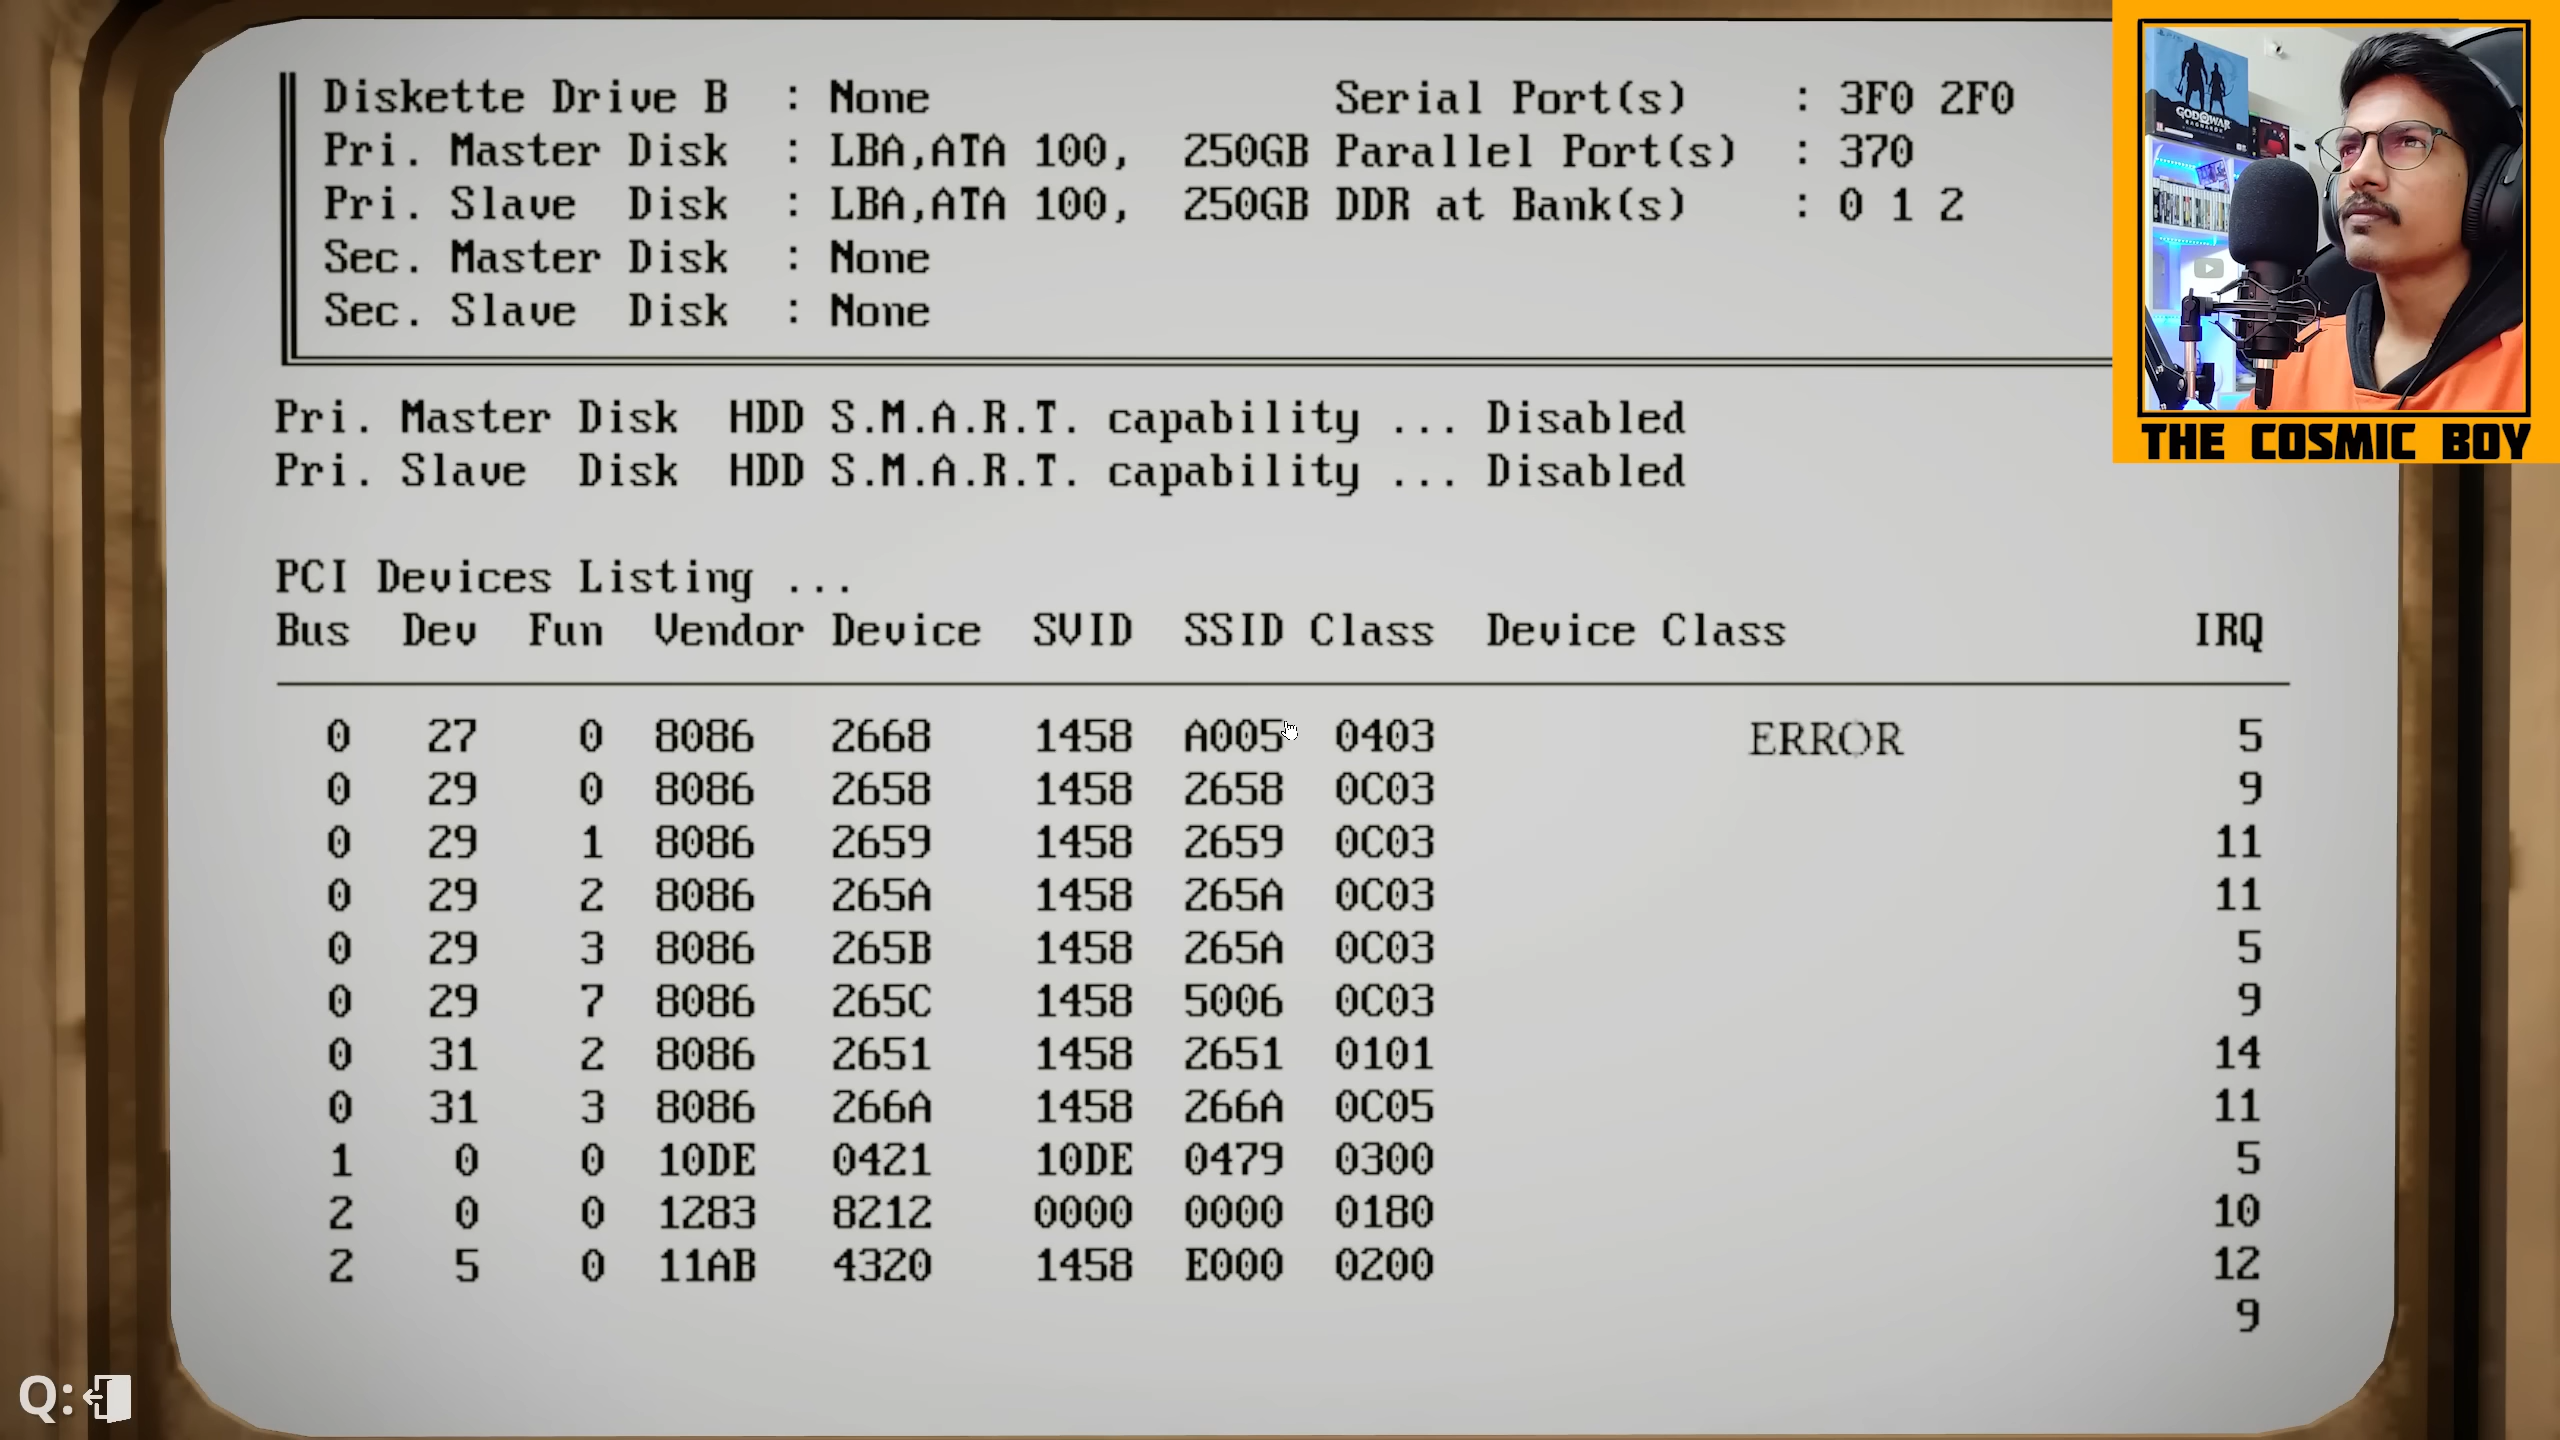 Diskette Drive B : None Serial Port(s) : 3F0 2F0
Pri. Master Disk : LBA,ATA 100, 250GB Parallel Port(s) : 370
Pri. Slave Disk : LBA,ATA 100, 250GB DDR at Bank(s) : 0 1 2
Sec. Master Disk : None
Sec. Slave Disk : None
Pri. Master Disk HDD S.M.A.R.T. capability ... Disabled
Pri. Slave Disk HDD S.M.A.R.T. capability ... Disabled
PCI Devices Listing ...
Bus Dev Fun Vendor Device SVID SSID Class Device Class IRQ
0 27 0 8086 2668 1458 A005 0403 ERROR 5
0 29 0 8086 2658 1458 2658 0C03 9
0 29 1 8086 2659 1458 2659 0C03 11
0 29 2 8086 265A 1458 265A 0C03 11
0 29 3 8086 265B 1458 265A 0C03 5
0 29 7 8086 265C 1458 5006 0C03 9
0 31 2 8086 2651 1458 2651 0101 14
0 31 3 8086 266A 1458 266A 0C05 11
1 0 0 10DE 0421 10DE 0479 0300 5
2 0 0 1283 8212 0000 0000 0180 10
2 5 0 11AB 4320 1458 E000 0200 12
9
Q:
GOD OF WAR
RAGNARÖK
THE COSMIC BOY